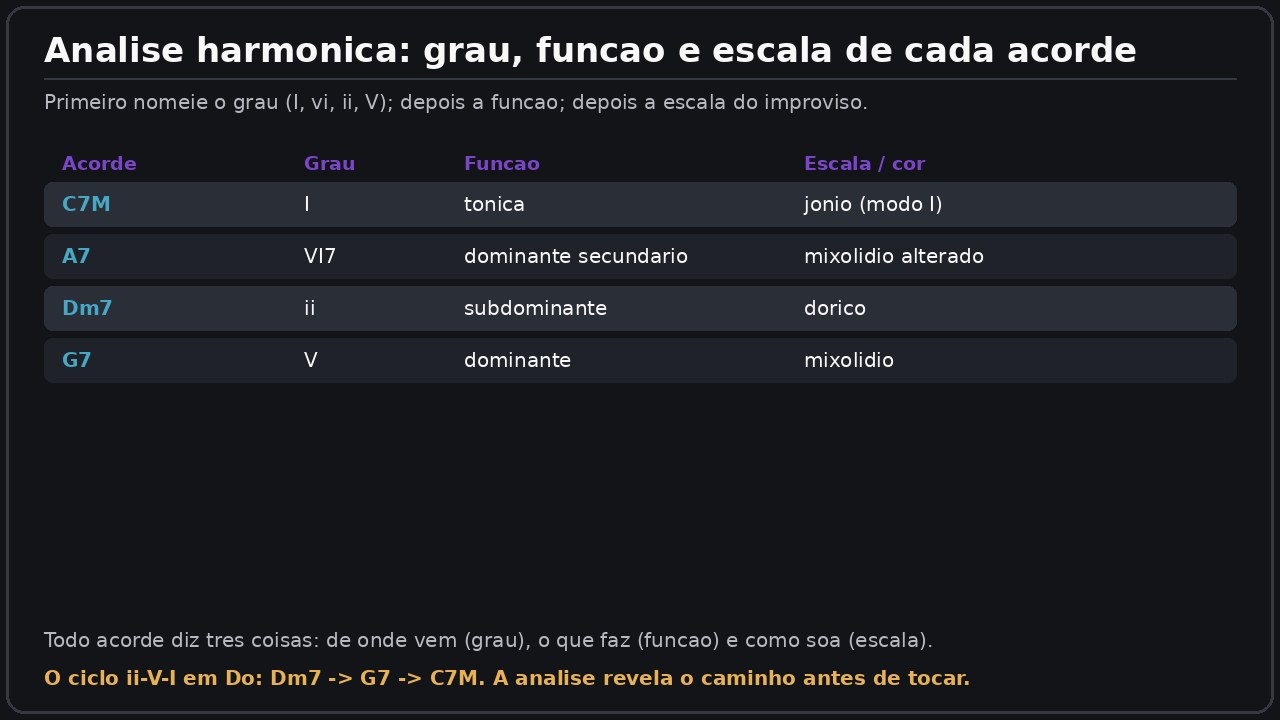 Analise harmonica: grau, funcao e escala de cada acorde
Primeiro nomeie o grau (I, vi, ii, V); depois a funcao; depois a escala do improviso.
Acorde Grau Funcao Escala / cor
C7M I tonica jonio (modo I)
A7 VI7 dominante secundario mixolidio alterado
Dm7 ii subdominante dorico
G7 V dominante mixolidio
Todo acorde diz tres coisas: de onde vem (grau), o que faz (funcao) e como soa (escala).
O ciclo ii-V-I em Do: Dm7 -> G7 -> C7M. A analise revela o caminho antes de tocar.